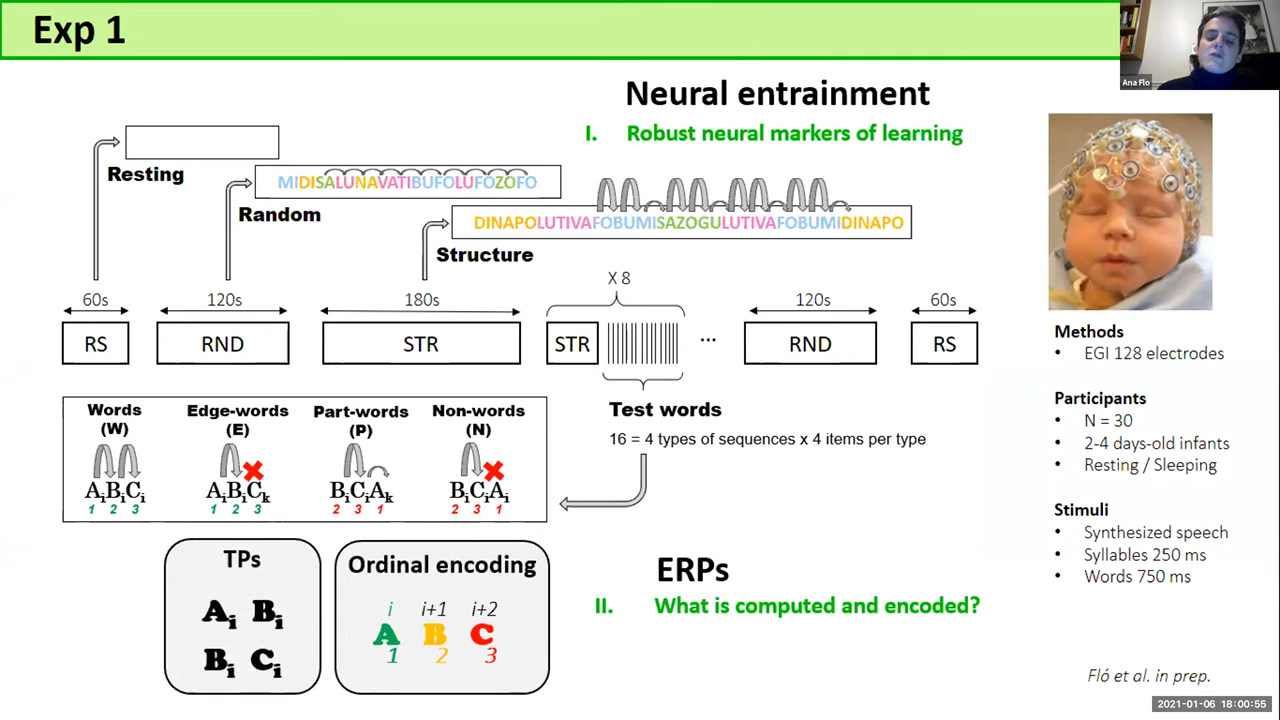 Exp 1
Ana Flo
Neural entrainment
I. Robust neural markers of learning
Resting
MIDISALUNAVATIBUFOLUFOZOFO
Random
DINAPOLUTIVAFOBUMISAZOGULUTIVAFOBUMIDINAPO
Structure
X 8
60s 120s 180s 120s 60s
RS RND STR STR ... RND RS
Words (W)
Edge-words (E)
Part-words (P)
Non-words (N)
AiBiCi
AiBiCk
BiCiAk
BiCiAi
1 2 3
1 2 3
2 3 1
2 3 1
Test words
16 = 4 types of sequences x 4 items per type
TPs
Ai Bi
Bi Ci
Ordinal encoding
i i+1 i+2
A B C
1 2 3
ERPs
II. What is computed and encoded?
Methods
• EGI 128 electrodes
Participants
• N = 30
• 2-4 days-old infants
• Resting / Sleeping
Stimuli
• Synthesized speech
• Syllables 250 ms
• Words 750 ms
Fló et al. in prep.
2021-01-06 18:00:55